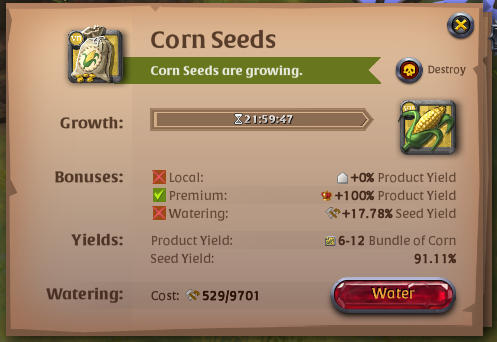 Corn Seeds
Corn Seeds are growing.
Destroy
Growth: 21:59:47
Bonuses: Local: +0% Product Yield
Premium: +100% Product Yield
Watering: +17.78% Seed Yield
Yields: Product Yield: 6-12 Bundle of Corn
Seed Yield: 91.11%
Watering: Cost: 529/9701 Water